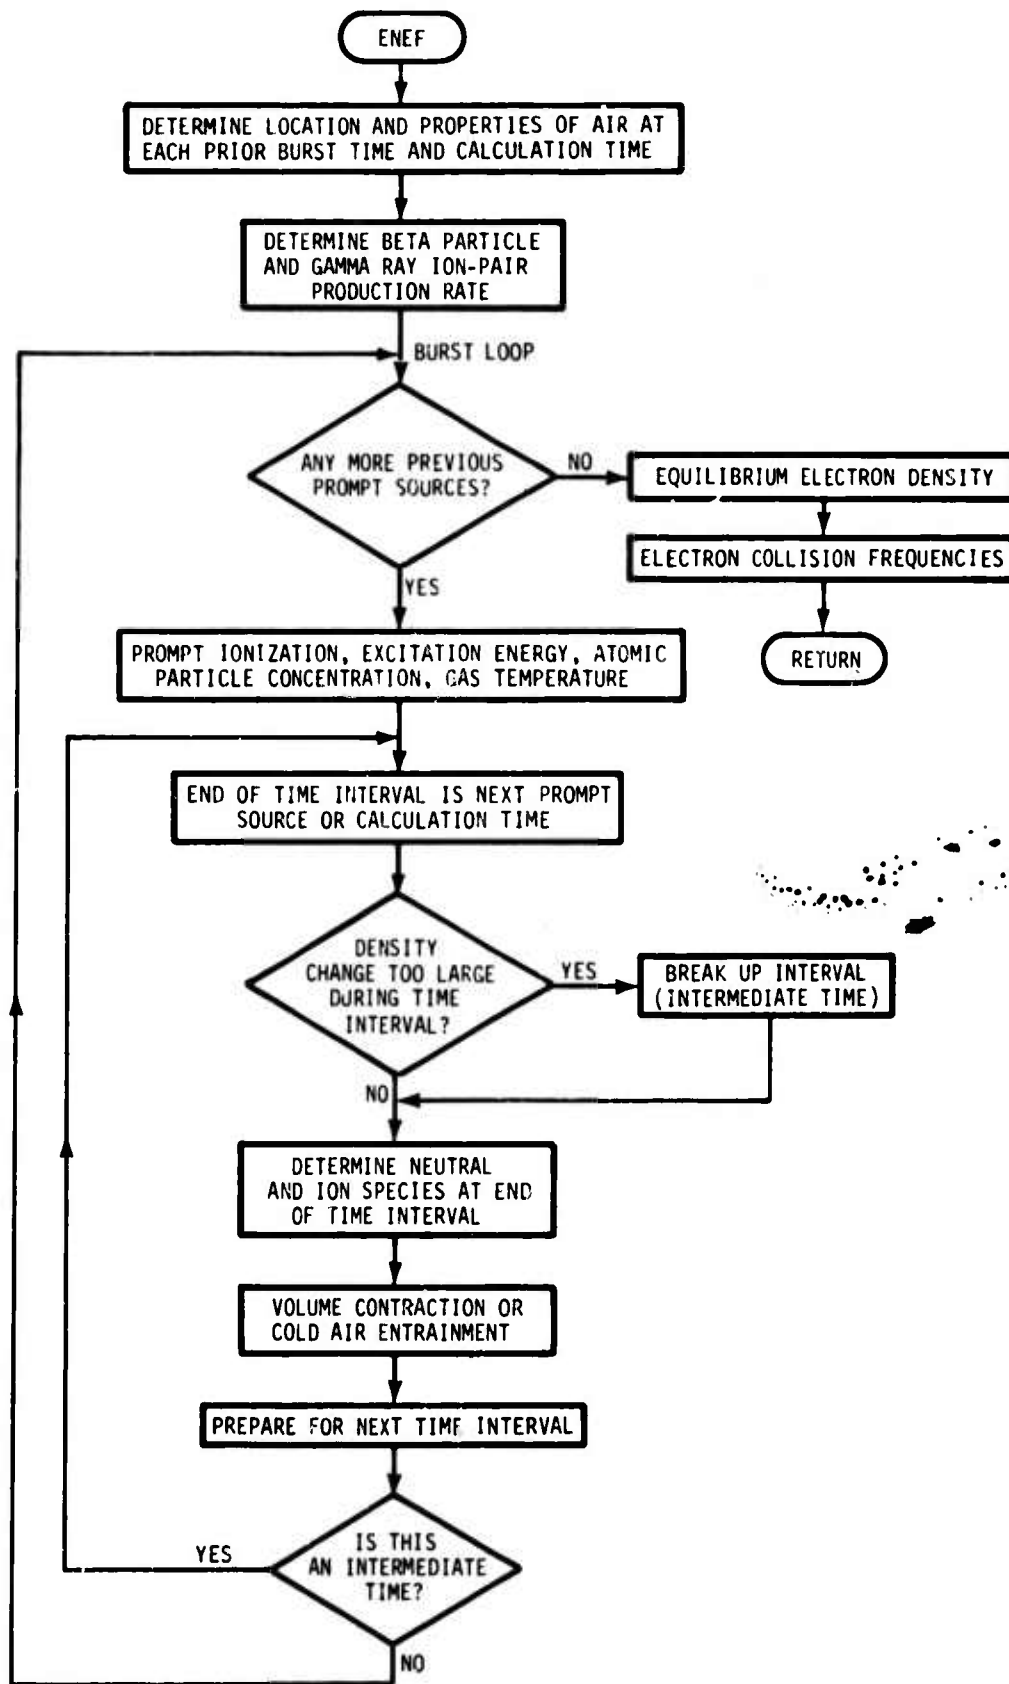 ENEF
DETERMINE LOCATION AND PROPERTIES OF AIR AT
EACH PRIOR BURST TIME AND CALCULATION TIME
DETERMINE BETA PARTICLE
AND GAMMA RAY ION-PAIR
PRODUCTION RATE
BURST LOOP
ANY MORE PREVIOUS
PROMPT SOURCES?
NO
EQUILIBRIUM ELECTRON DENSITY
ELECTRON COLLISION FREQUENCIES
RETURN
YES
PROMPT IONIZATION, EXCITATION ENERGY, ATOMIC
PARTICLE CONCENTRATION, GAS TEMPERATURE
END OF TIME INTERVAL IS NEXT PROMPT
SOURCE OR CALCULATION TIME
DENSITY
CHANGE TOO LARGE
DURING TIME
INTERVAL?
YES
BREAK UP INTERVAL
(INTERMEDIATE TIME)
NO
DETERMINE NEUTRAL
AND ION SPECIES AT END
OF TIME INTERVAL
VOLUME CONTRACTION OR
COLD AIR ENTRAINMENT
PREPARE FOR NEXT TIME INTERVAL
IS THIS
AN INTERMEDIATE
TIME?
YES
NO